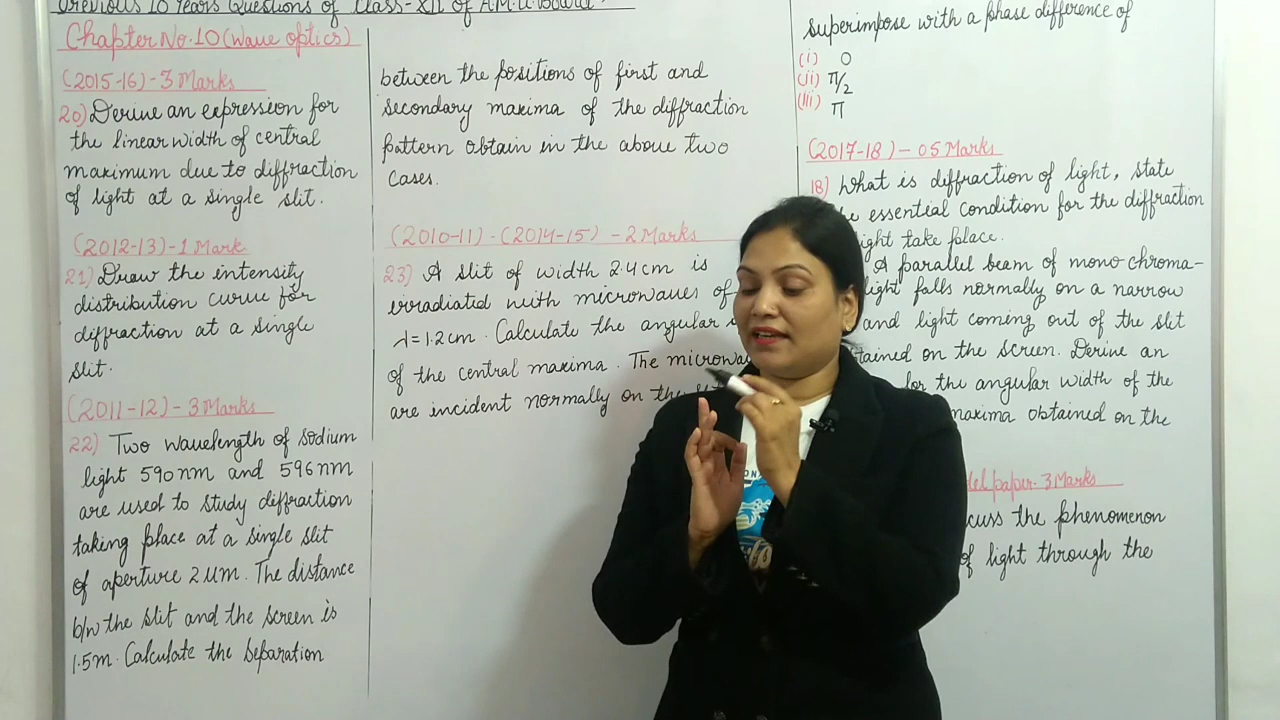 Previous 10 Years Questions of Class-XII of A.M.U Board.
Chapter No.10 (Wave optics)
(2015-16) - 3 Marks
20) Derive an expression for
the linear width of central
maximum due to diffraction
of light at a single slit.
(2012-13) - 1 Mark
21) Draw the intensity
distribution curve for
diffraction at a single
slit.
(2011-12) - 3 Marks
22) Two wavelength of sodium
light 590 nm and 596 nm
are used to study diffraction
taking place at a single slit
of aperture 2 um. The distance
b/w the slit and the screen is
1.5m. Calculate the separation
between the positions of first and
secondary maxima of the diffraction
pattern obtain in the above two
cases.
(2010-11) - (2014-15) - 2 Marks
23) A slit of width 2.4 cm is
irradiated with microwaves of
λ = 1.2 cm. Calculate the angular
of the central maxima. The
are incident normally on the
superimpose with a phase difference of
(i) 0
(ii) π/2
(iii) π
(2017-18) - 05 Marks
18) What is diffraction of light, state
essential condition for the diffraction
take place.
A parallel beam of mono-chroma-
light falls normally on a narrow
and light coming out of the slit
on the screen. Derive an
for the angular width of the
maxima obtained on the
paper - 3 Marks
the phenomenon
of light through the